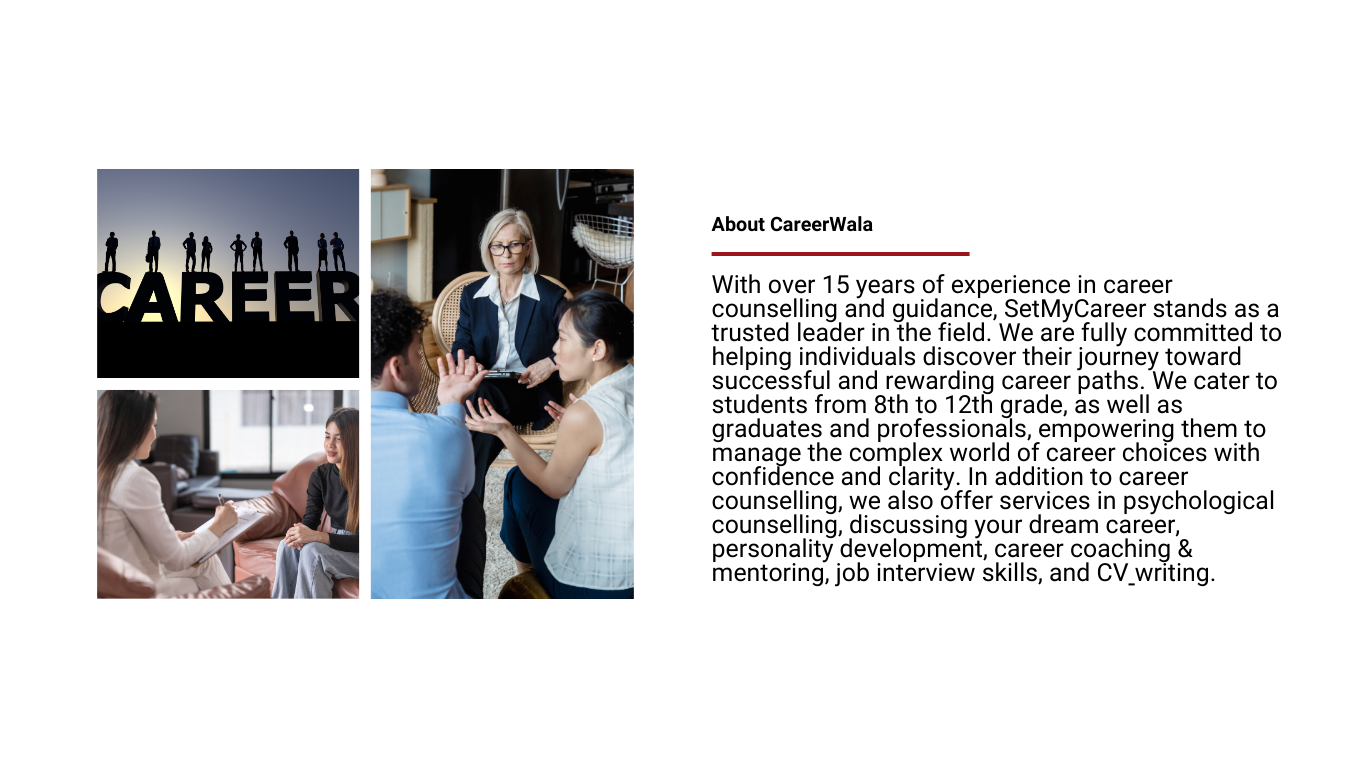 CAREER
About CareerWala
With over 15 years of experience in career
counselling and guidance, SetMyCareer stands as a
trusted leader in the field. We are fully committed to
helping individuals discover their journey toward
successful and rewarding career paths. We cater to
students from 8th to 12th grade, as well as
graduates and professionals, empowering them to
manage the complex world of career choices with
confidence and clarity. In addition to career
counselling, we also offer services in psychological
counselling, discussing your dream career,
personality development, career coaching &
mentoring, job interview skills, and CV_writing.